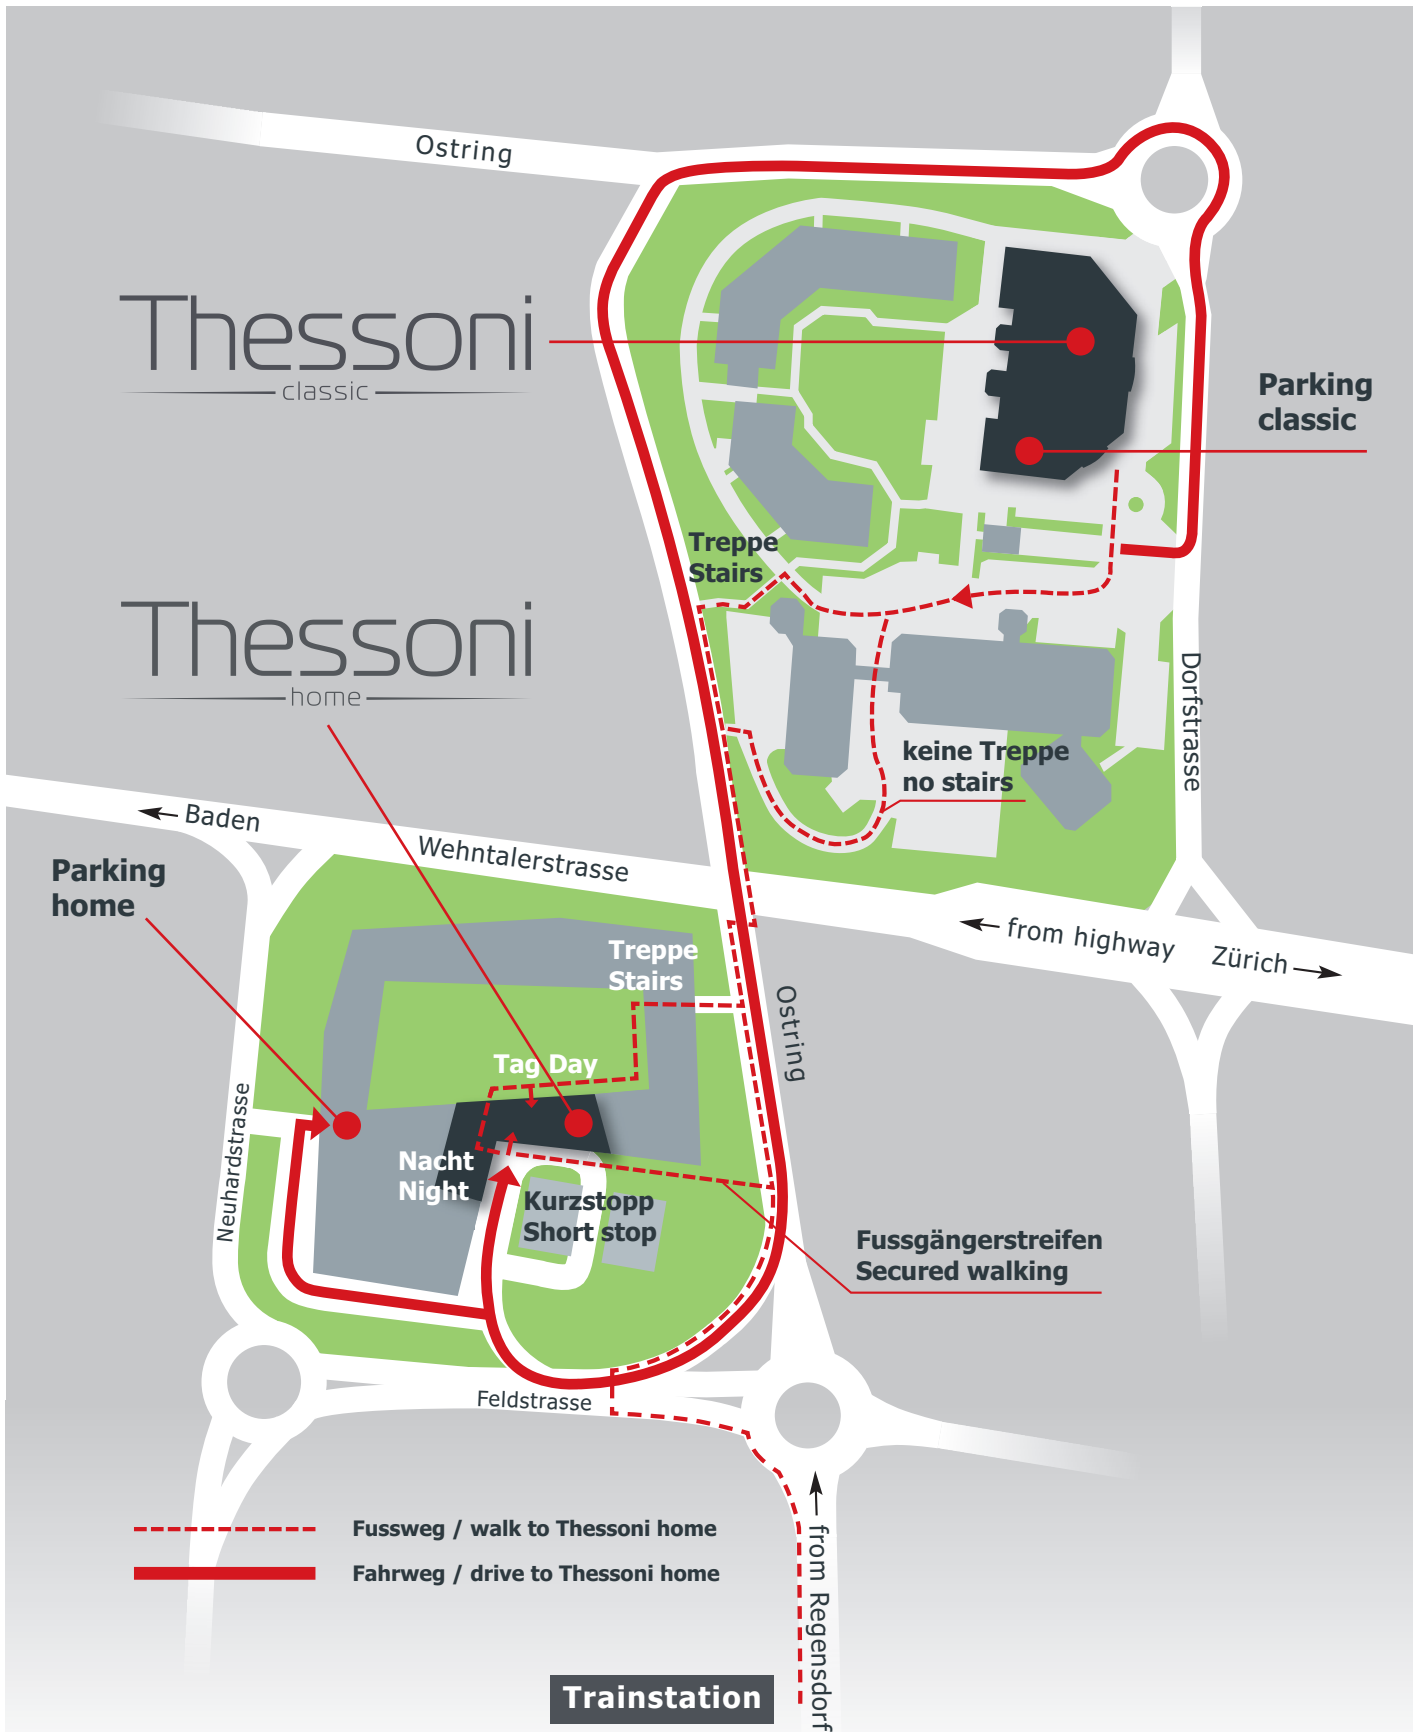 Ostring
Thessoni
classic
Parking
classic
Treppe
Stairs
Thessoni
home
Dorfstrasse
keine Treppe
no stairs
Baden
Wehntalerstrasse
Parking
home
from highway
Zürich
Treppe
Stairs
Ostring
Tag Day
Neuhardstrasse
Nacht
Night
Kurzstopp
Short stop
Fussgängerstreifen
Secured walking
Feldstrasse
Fussweg / walk to Thessoni home
Fahrweg / drive to Thessoni home
from Regensdorf
Trainstation